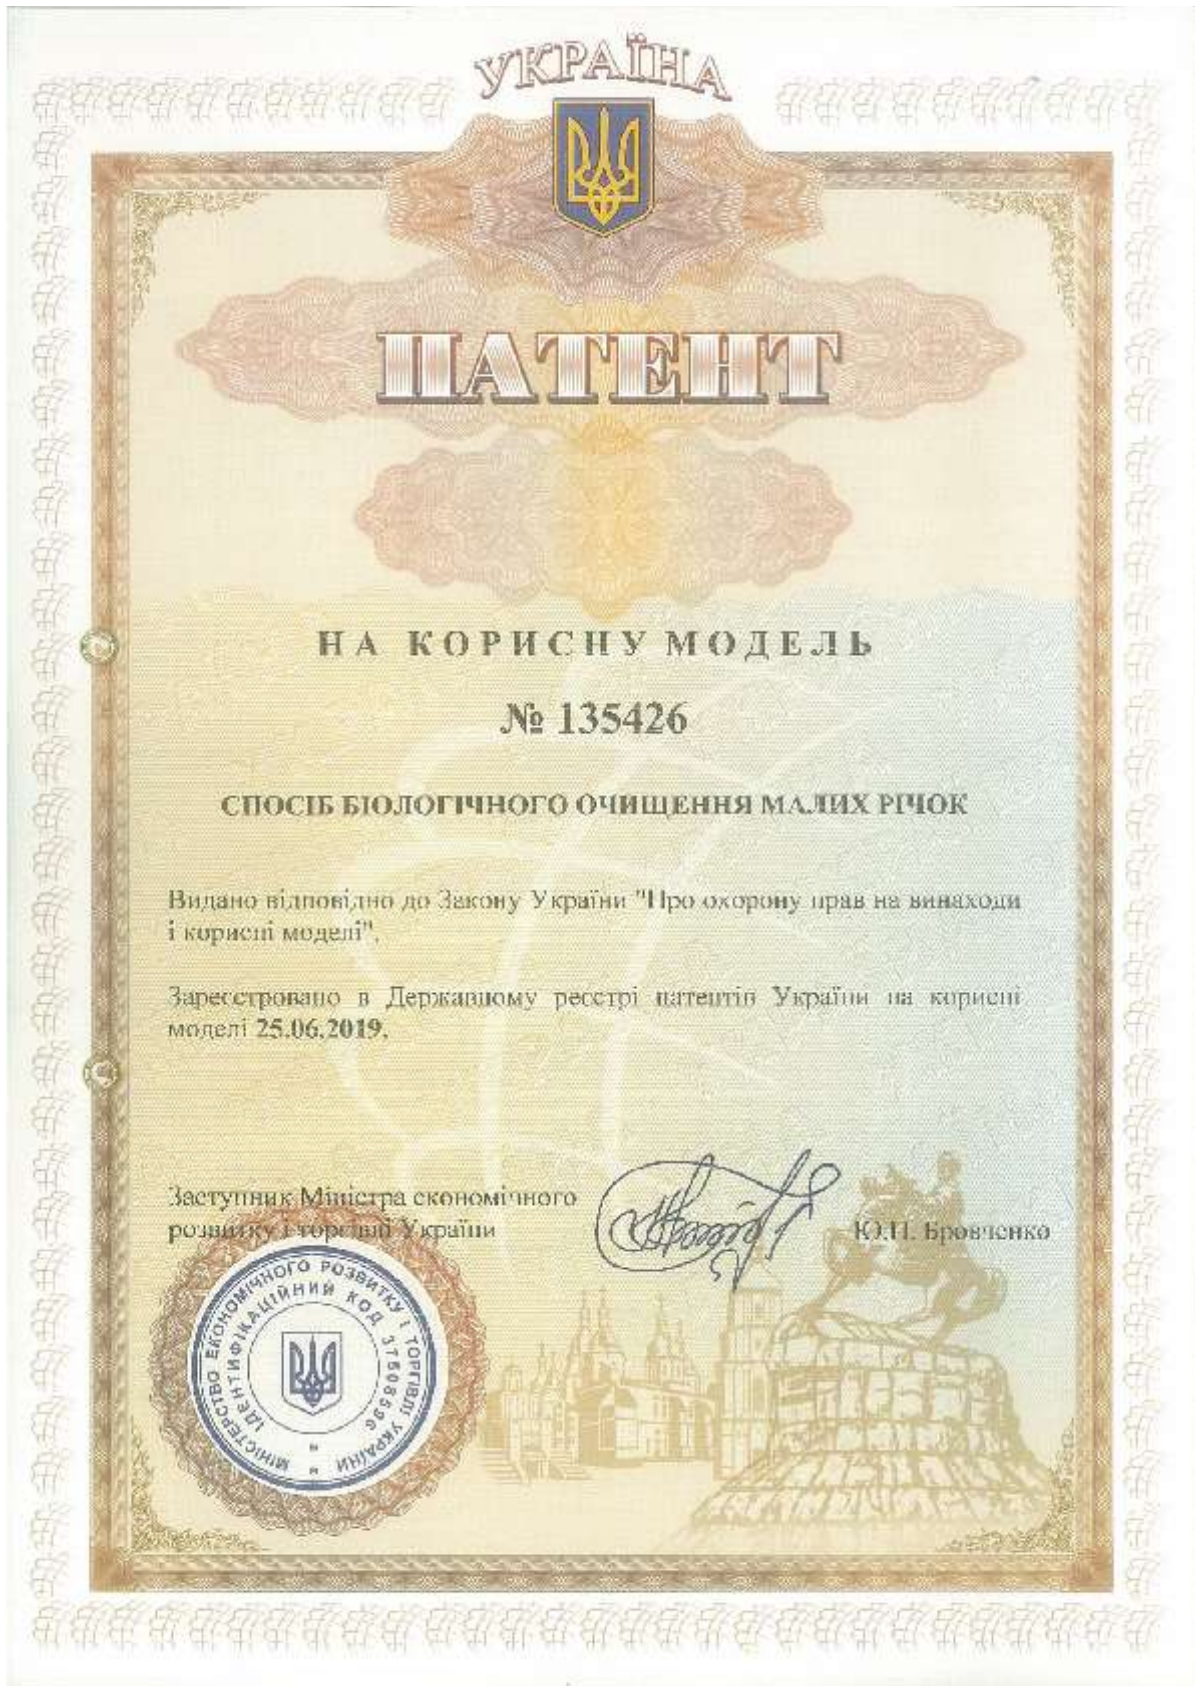 УКРАЇНА
ПАТЕНТ
НА КОРИСНУ МОДЕЛЬ
№ 135426
СПОСІБ БІОЛОГІЧНОГО ОЧИЩЕННЯ МАЛИХ РІЧОК
Видано відповідно до Закону України "Про охорону прав на винаходи
і корисні моделі".
Зареєстровано в Державному реєстрі патентів України на корисні
моделі 25.06.2019.
Заступник Міністра економічного
розвитку і торгівлі України
Ю.П. Бровченко
МІНІСТЕРСТВО ЕКОНОМІЧНОГО РОЗВИТКУ І ТОРГІВЛІ УКРАЇНИ
ІДЕНТИФІКАЦІЙНИЙ КОД 37508596